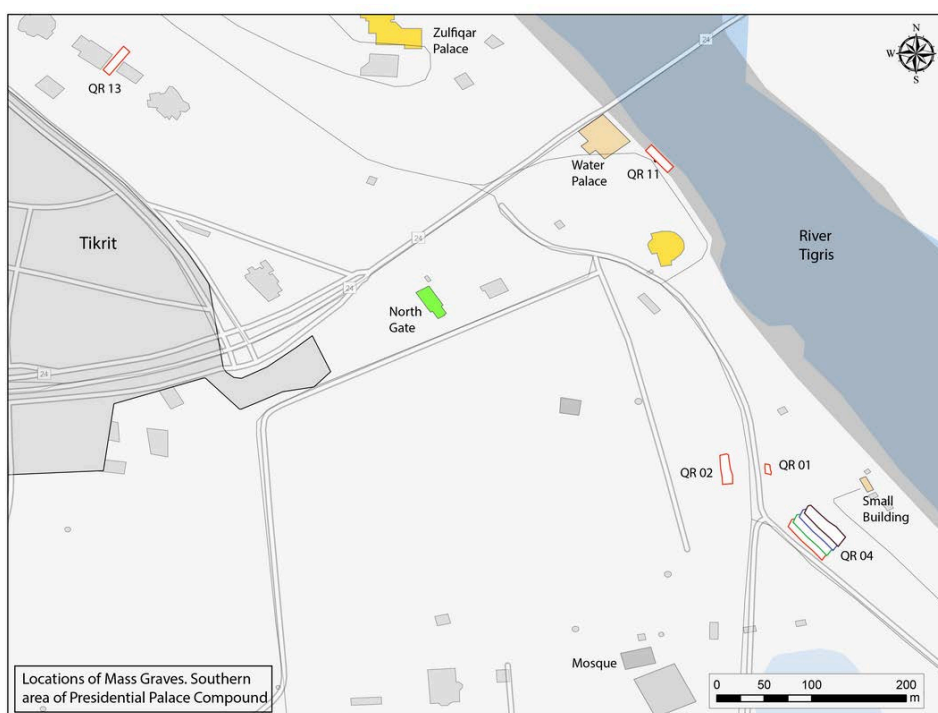 Zulfiqar
Palace
24
N
W E
S
QR 13
Water
Palace
QR 11
Tikrit
24
River
Tigris
24
North
Gate
24
QR 02
QR 01
Small
Building
QR 04
Mosque
Locations of Mass Graves. Southern
area of Presidential Palace Compound
0 50 100 200
m